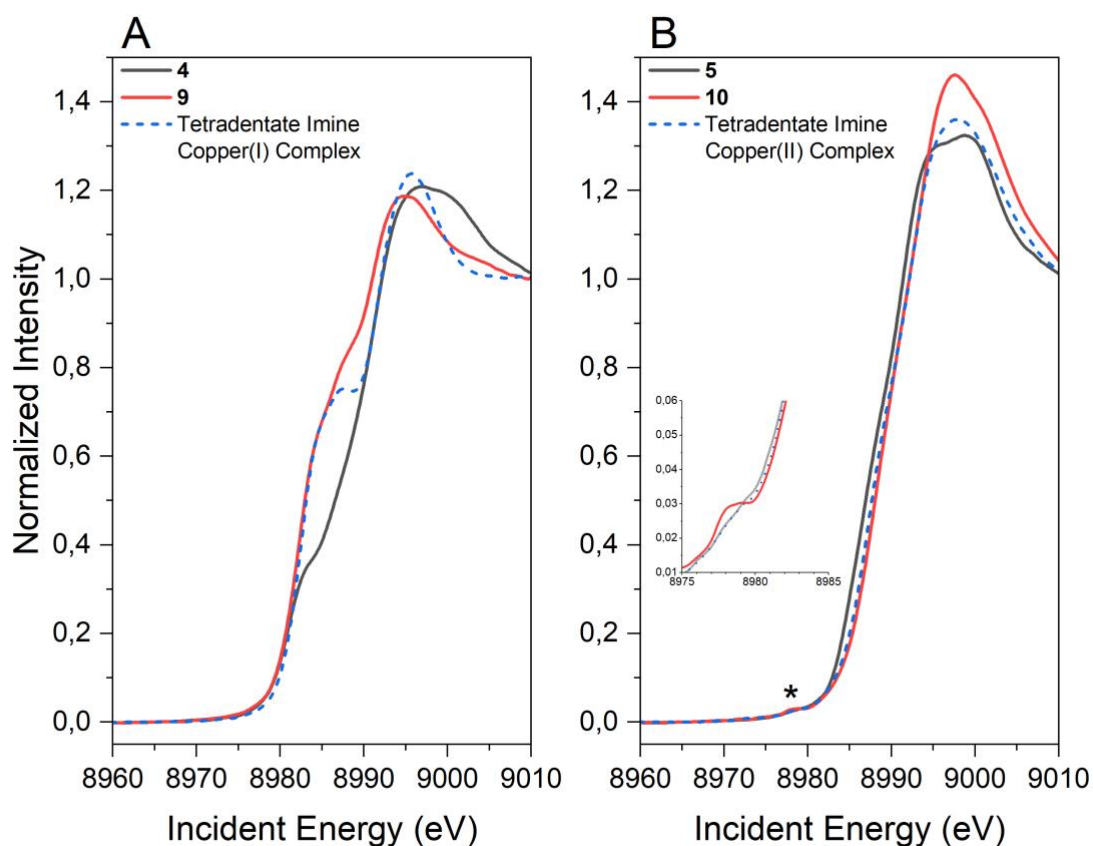 A
4
9
Tetradentate Imine
Copper(I) Complex
1,4
1,2
1,0
0,8
0,6
0,4
0,2
0,0
Normalized Intensity
8960 8970 8980 8990 9000 9010
Incident Energy (eV)
B
5
10
Tetradentate Imine
Copper(II) Complex
1,4
1,2
1,0
0,8
0,6
0,4
0,2
0,0
0,06
0,05
0,04
0,03
0,02
0,01
8975 8980 8985
*
8960 8970 8980 8990 9000 9010
Incident Energy (eV)